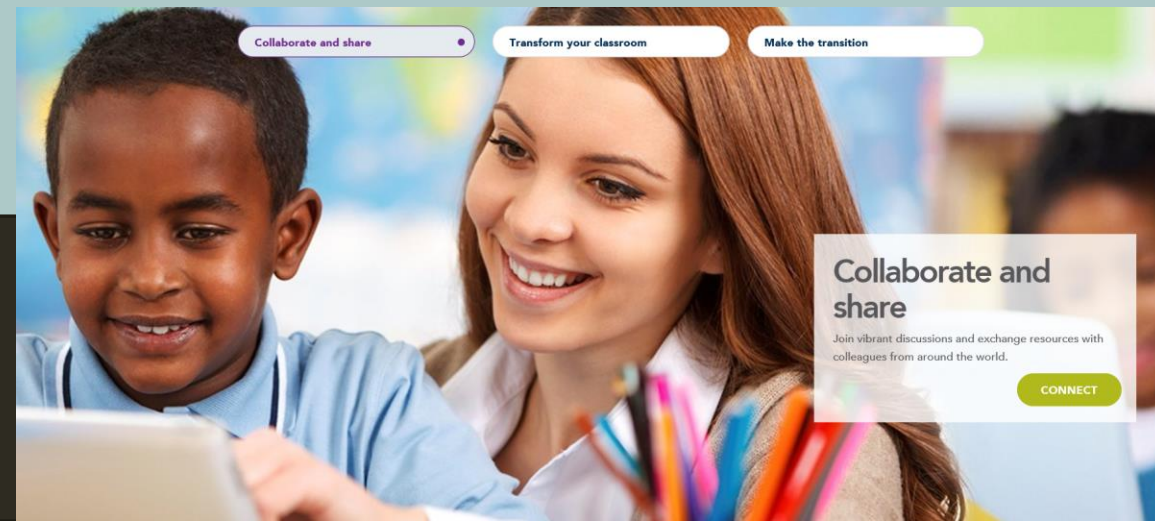 Collaborate and share
Transform your classroom
Make the transition
Collaborate and
share
Join vibrant discussions and exchange resources with
colleagues from around the world.
CONNECT